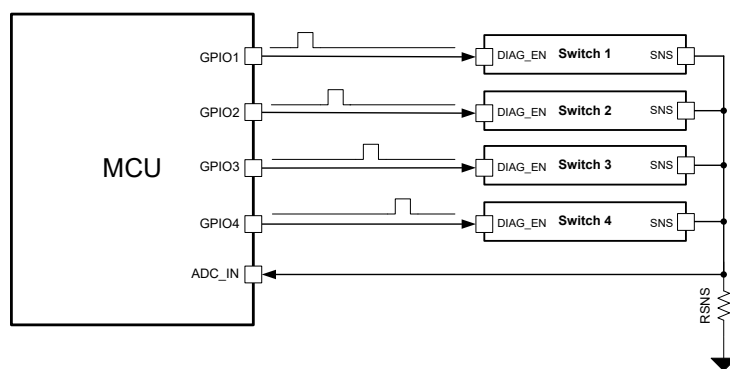 GPIO1
DIAG_EN Switch 1 SNS
GPIO2
DIAG_EN Switch 2 SNS
MCU
GPIO3
DIAG_EN Switch 3 SNS
GPIO4
DIAG_EN Switch 4 SNS
ADC_IN
RSNS